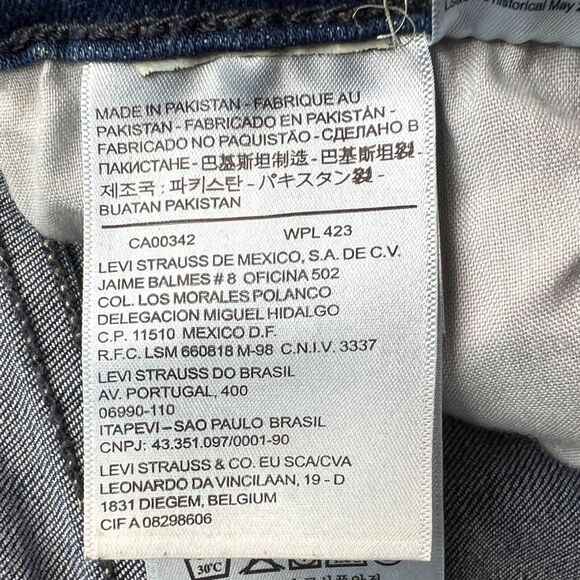 Historical May
MADE IN PAKISTAN - FABRIQUE AU
PAKISTAN - FABRICADO EN PAKISTÁN -
FABRICADO NO PAQUISTÃO - СДЕЛАНО В
ПАКИСТАНЕ - 巴基斯坦制造 - 巴基斯坦製 -
제조국 : 파키스탄 - パキスタン製 -
BUATAN PAKISTAN
CA00342 WPL 423
LEVI STRAUSS DE MEXICO, S.A. DE C.V.
JAIME BALMES # 8 OFICINA 502
COL. LOS MORALES POLANCO
DELEGACION MIGUEL HIDALGO
C.P. 11510 MEXICO D.F.
R.F.C. LSM 660818 M-98 C.N.I.V. 3337
LEVI STRAUSS DO BRASIL
AV. PORTUGAL, 400
06990-110
ITAPEVI – SAO PAULO BRASIL
CNPJ: 43.351.097/0001-90
LEVI STRAUSS & CO. EU SCA/CVA
LEONARDO DA VINCILAAN, 19 - D
1831 DIEGEM, BELGIUM
CIF A 08298606
30°C